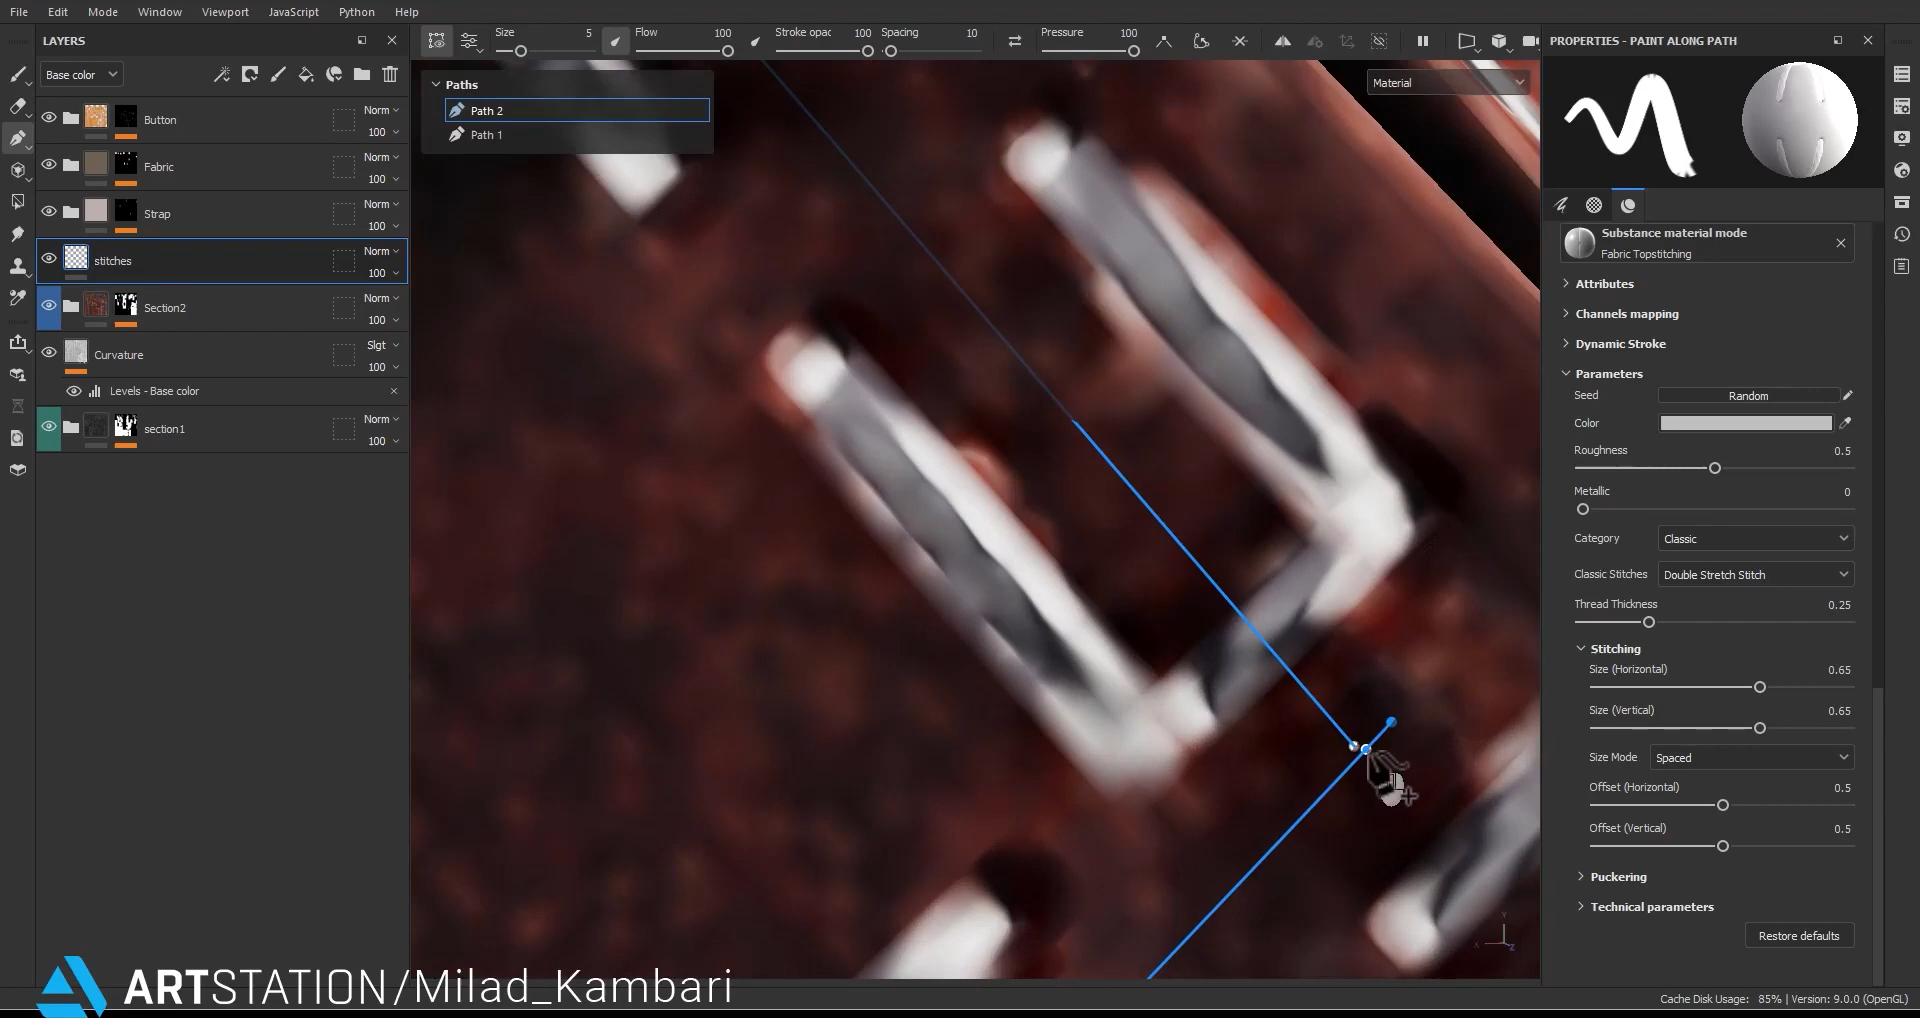 File Edit Mode Window Viewport JavaScript Python Help
LAYERS
Base color
Button Norm 100
Fabric Norm 100
Strap Norm 100
stitches Norm 100
Section2 Norm 100
Curvature Slgt 100
Levels - Base color
section1 Norm 100
Size 5
Flow 100
Stroke opac 100
Spacing 10
Pressure 100
Paths
Path 2
Path 1
Material
PROPERTIES - PAINT ALONG PATH
Substance material mode
Fabric Topstitching
Attributes
Channels mapping
Dynamic Stroke
Parameters
Seed Random
Color
Roughness 0.5
Metallic 0
Category Classic
Classic Stitches Double Stretch Stitch
Thread Thickness 0.25
Stitching
Size (Horizontal) 0.65
Size (Vertical) 0.65
Size Mode Spaced
Offset (Horizontal) 0.5
Offset (Vertical) 0.5
Puckering
Technical parameters
Restore defaults
Y
X Z
ARTSTATION/Milad_Kambari
Cache Disk Usage: 85% | Version: 9.0.0 (OpenGL)